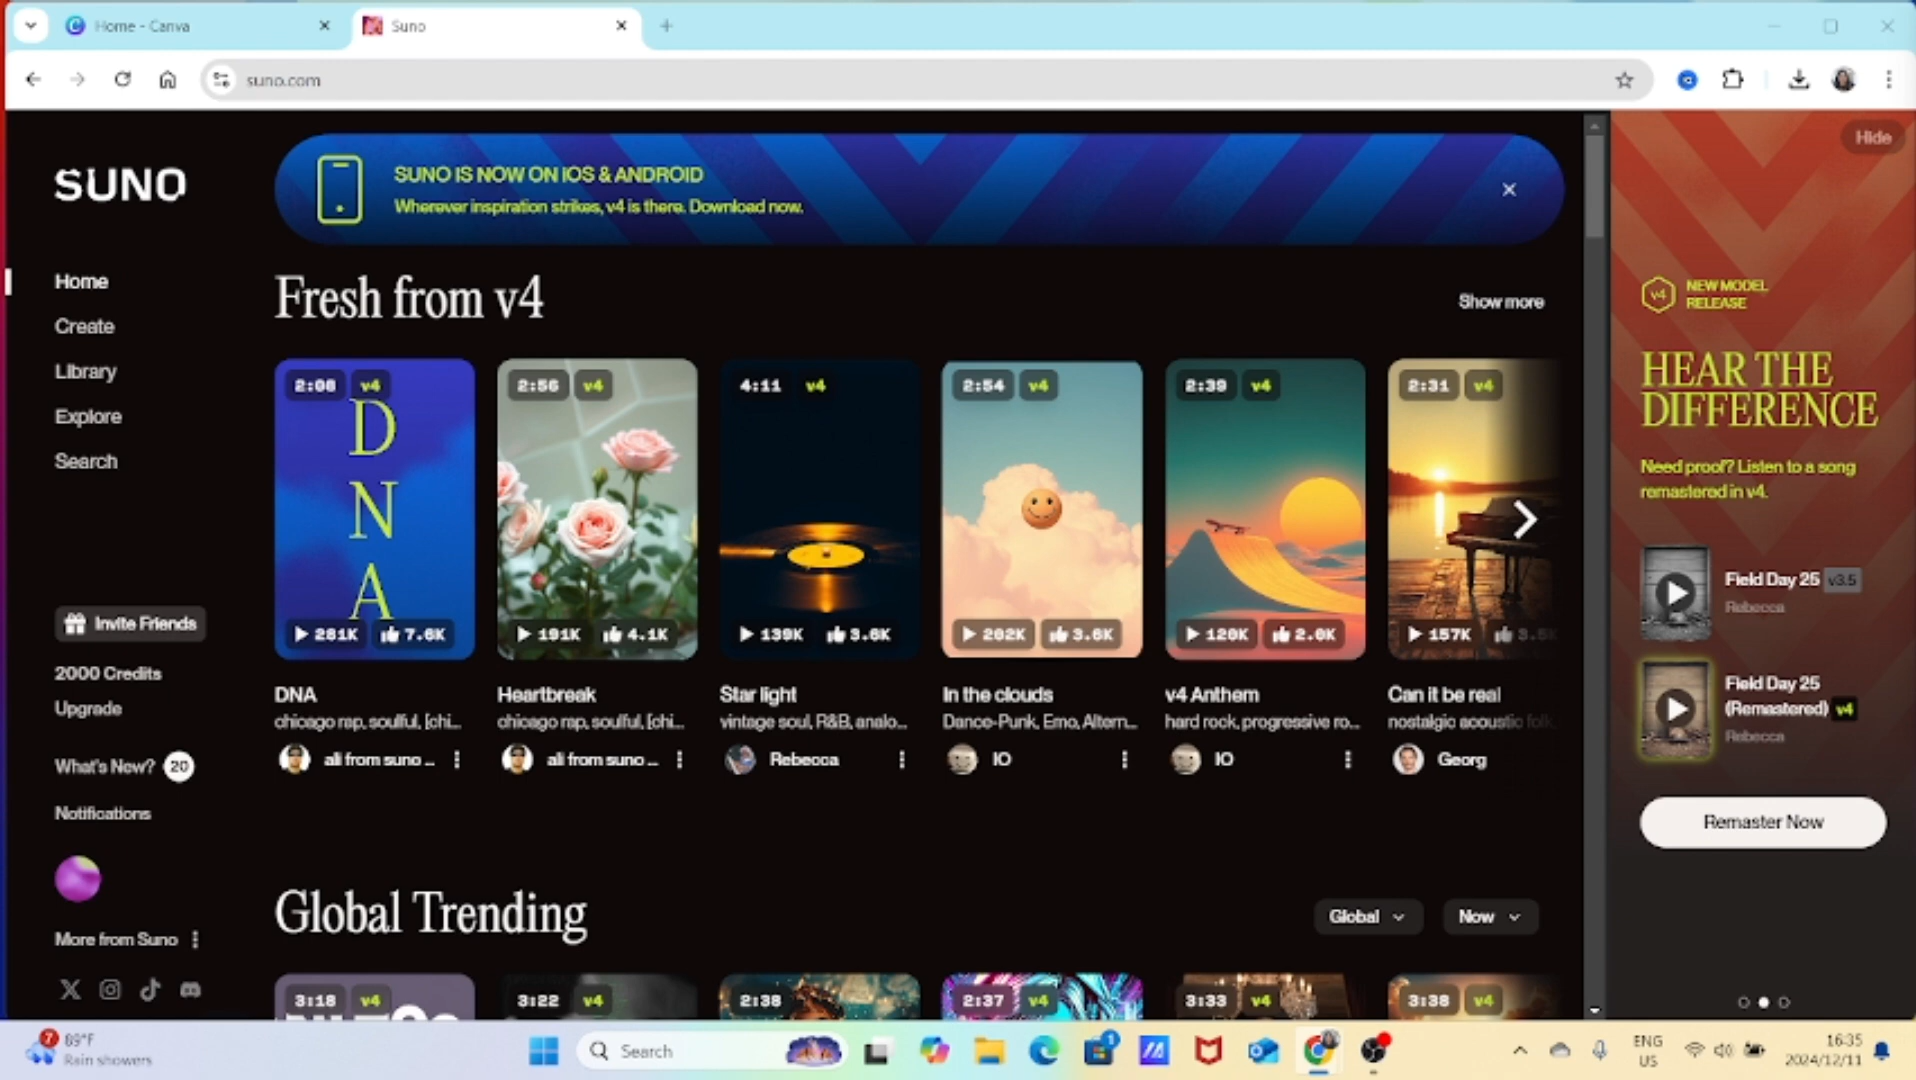 Home - Canva
Suno
suno.com
SUNO
SUNO IS NOW ON IOS & ANDROID
Wherever inspiration strikes, v4 is there. Download now.
Hide
Home
Create
Library
Explore
Search
Invite Friends
2000 Credits
Upgrade
What's New? 20
Notifications
More from Suno
Fresh from v4
Show more
2:08 v4
2:56 v4
4:11 v4
2:54 v4
2:39 v4
2:31 v4
D
N
A
281K 7.6K
191K 4.1K
139K 3.6K
202K 3.6K
120K 2.0K
157K 3.5K
DNA
chicago rap, soulful, [chi...
all from suno ...
Heartbreak
chicago rap, soulful, [chi...
all from suno ...
Star light
vintage soul, R&B, analo...
Rebecca
In the clouds
Dance-Punk, Emo, Altern...
IO
v4 Anthem
hard rock, progressive ro...
IO
Can it be real
nostalgic acoustic folk,
Georg
Global Trending
Global
Now
3:18 v4
3:22 v4
2:38
2:37 v4
3:33 v4
3:38 v4
v4
NEW MODEL
RELEASE
HEAR THE
DIFFERENCE
Need proof? Listen to a song
remastered in v4.
Field Day 25 v3.5
Rebecca
Field Day 25
(Remastered) v4
Rebecca
Remaster Now
7
89°F
Rain showers
Search
1
ENG
US
16:35
2024/12/11